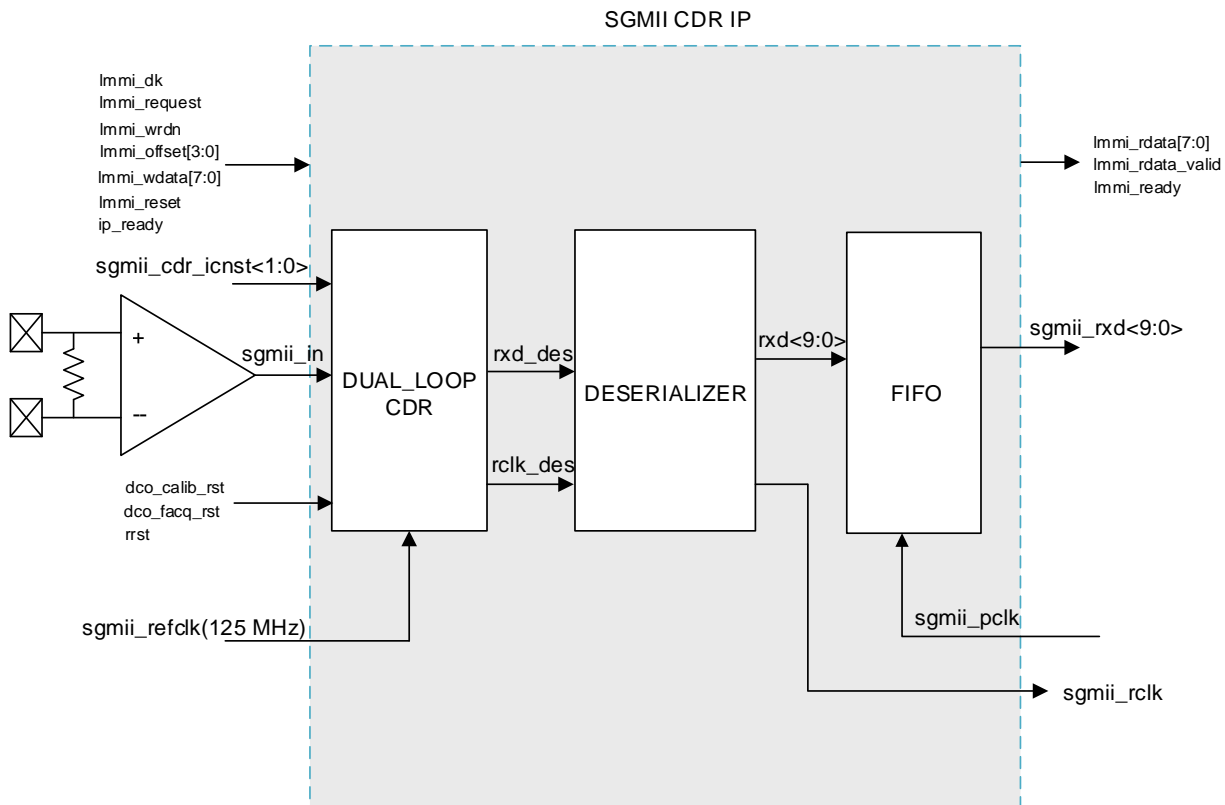 SGMII CDR IP
lmmi_clk
lmmi_request
lmmi_wrdn
lmmi_offset[3:0]
lmmi_wdata[7:0]
lmmi_reset
ip_ready
lmmi_rdata[7:0]
lmmi_rdata_valid
lmmi_ready
sgmii_cdr_icnst<1:0>
+
--
sgmii_in
DUAL_LOOP
CDR
rxd_des
rclk_des
DESERIALIZER
rxd<9:0>
FIFO
sgmii_rxd<9:0>
dco_calib_rst
dco_facq_rst
rrst
sgmii_refclk(125 MHz)
sgmii_pclk
sgmii_rclk